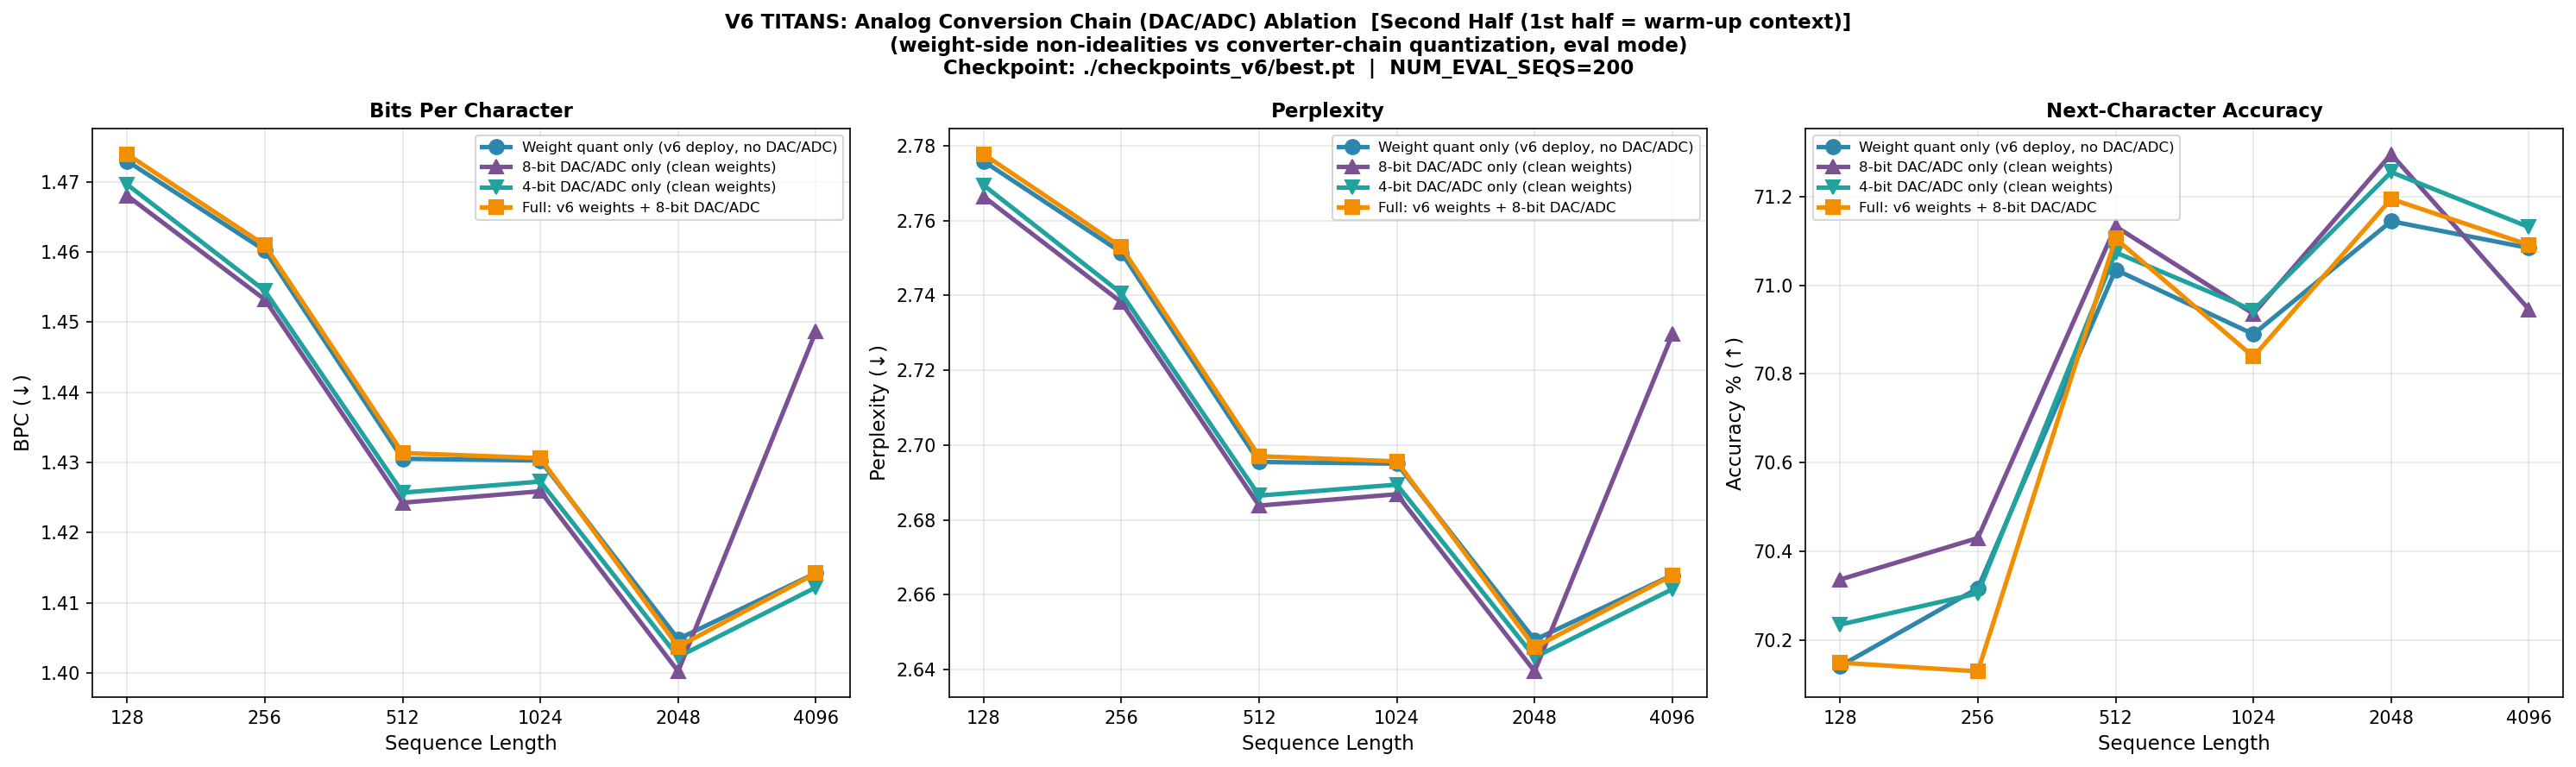 V6 TITANS: Analog Conversion Chain (DAC/ADC) Ablation  [Second Half (1st half = warm-up context)]
(weight-side non-idealities vs converter-chain quantization, eval mode)
Checkpoint: ./checkpoints_v6/best.pt  |  NUM_EVAL_SEQS=200
Bits Per Character
BPC (↓)
1.47
1.46
1.45
1.44
1.43
1.42
1.41
1.40
Weight quant only (v6 deploy, no DAC/ADC)
8-bit DAC/ADC only (clean weights)
4-bit DAC/ADC only (clean weights)
Full: v6 weights + 8-bit DAC/ADC
128 256 512 1024 2048 4096
Sequence Length
Perplexity
Perplexity (↓)
2.78
2.76
2.74
2.72
2.70
2.68
2.66
2.64
Weight quant only (v6 deploy, no DAC/ADC)
8-bit DAC/ADC only (clean weights)
4-bit DAC/ADC only (clean weights)
Full: v6 weights + 8-bit DAC/ADC
128 256 512 1024 2048 4096
Sequence Length
Next-Character Accuracy
Accuracy % (↑)
71.2
71.0
70.8
70.6
70.4
70.2
Weight quant only (v6 deploy, no DAC/ADC)
8-bit DAC/ADC only (clean weights)
4-bit DAC/ADC only (clean weights)
Full: v6 weights + 8-bit DAC/ADC
128 256 512 1024 2048 4096
Sequence Length